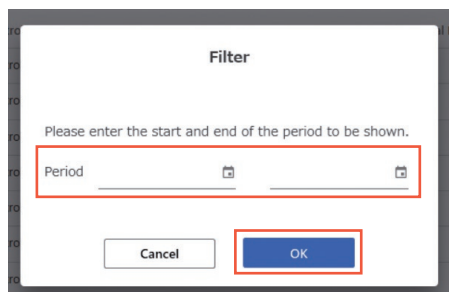 Filter
Please enter the start and end of the period to be shown.
Period
Cancel OK